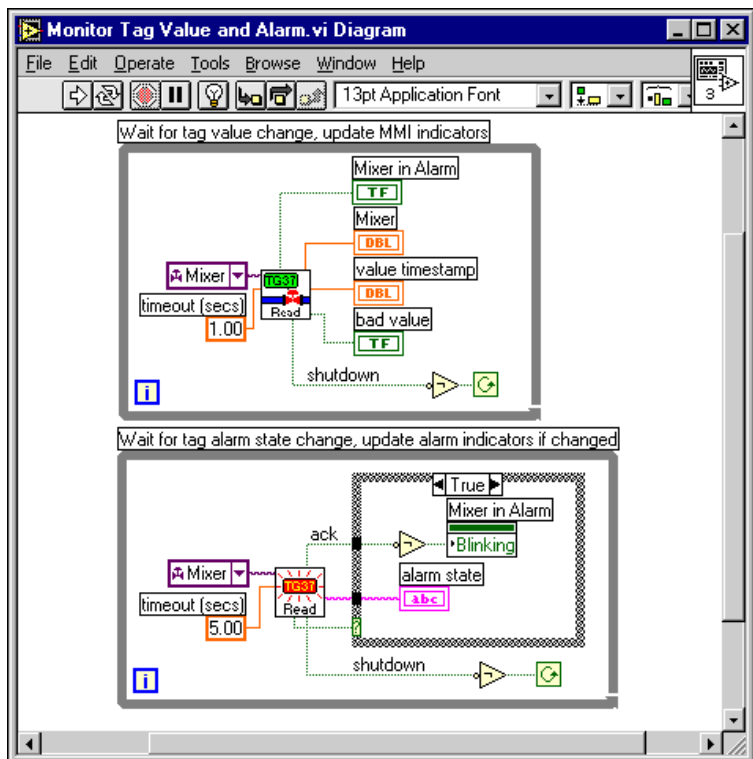 Monitor Tag Value and Alarm.vi Diagram
File Edit Operate Tools Browse Window Help
13pt Application Font
3
Wait for tag value change, update MMI indicators
Mixer in Alarm
TF
Mixer
DBL
Mixer
TG37
Read
value timestamp
DBL
timeout (secs)
1.00
bad value
TF
shutdown
i
Wait for tag alarm state change, update alarm indicators if changed
True
Mixer in Alarm
ack
Blinking
Mixer
TG37
Read
alarm state
abc
timeout (secs)
5.00
?
shutdown
i